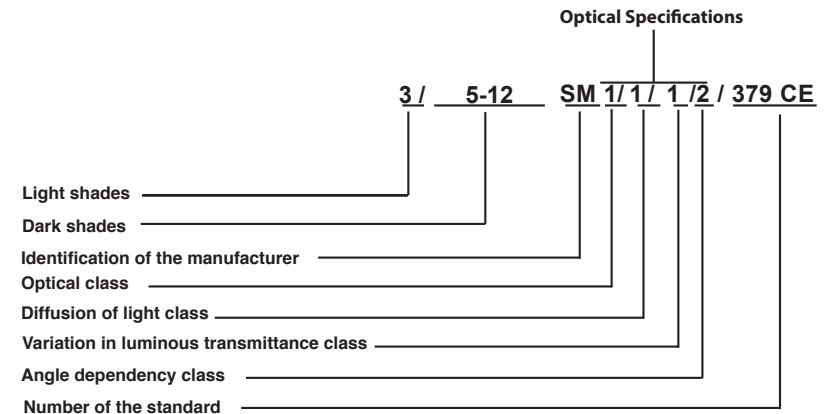 Optical Specifications
3 / 5-12 SM 1/ 1 / 1 /2 / 379 CE
Light shades
Dark shades
Identification of the manufacturer
Optical class
Diffusion of light class
Variation in luminous transmittance class
Angle dependency class
Number of the standard